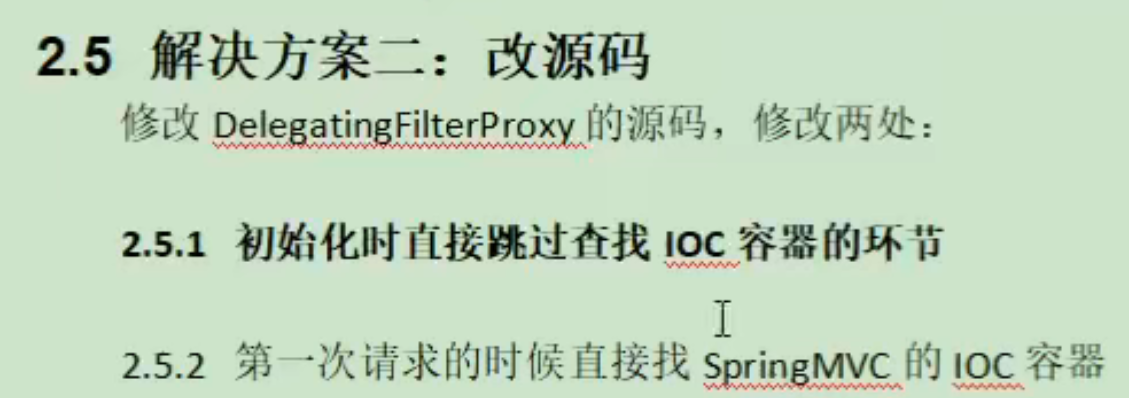 2.5 解决方案二：改源码
修改 DelegatingFilterProxy 的源码，修改两处：
2.5.1 初始化时直接跳过查找 IOC 容器的环节
2.5.2 第一次请求的时候直接找 SpringMVC 的 IOC 容器